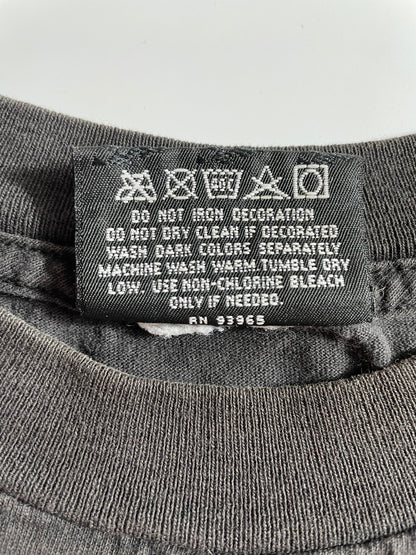 40C
DO NOT IRON DECORATION
DO NOT DRY CLEAN IF DECORATED
WASH DARK COLORS SEPARATELY
MACHINE WASH WARM.TUMBLE DRY
LOW. USE NON-CHLORINE BLEACH
ONLY IF NEEDED.
RN 93965